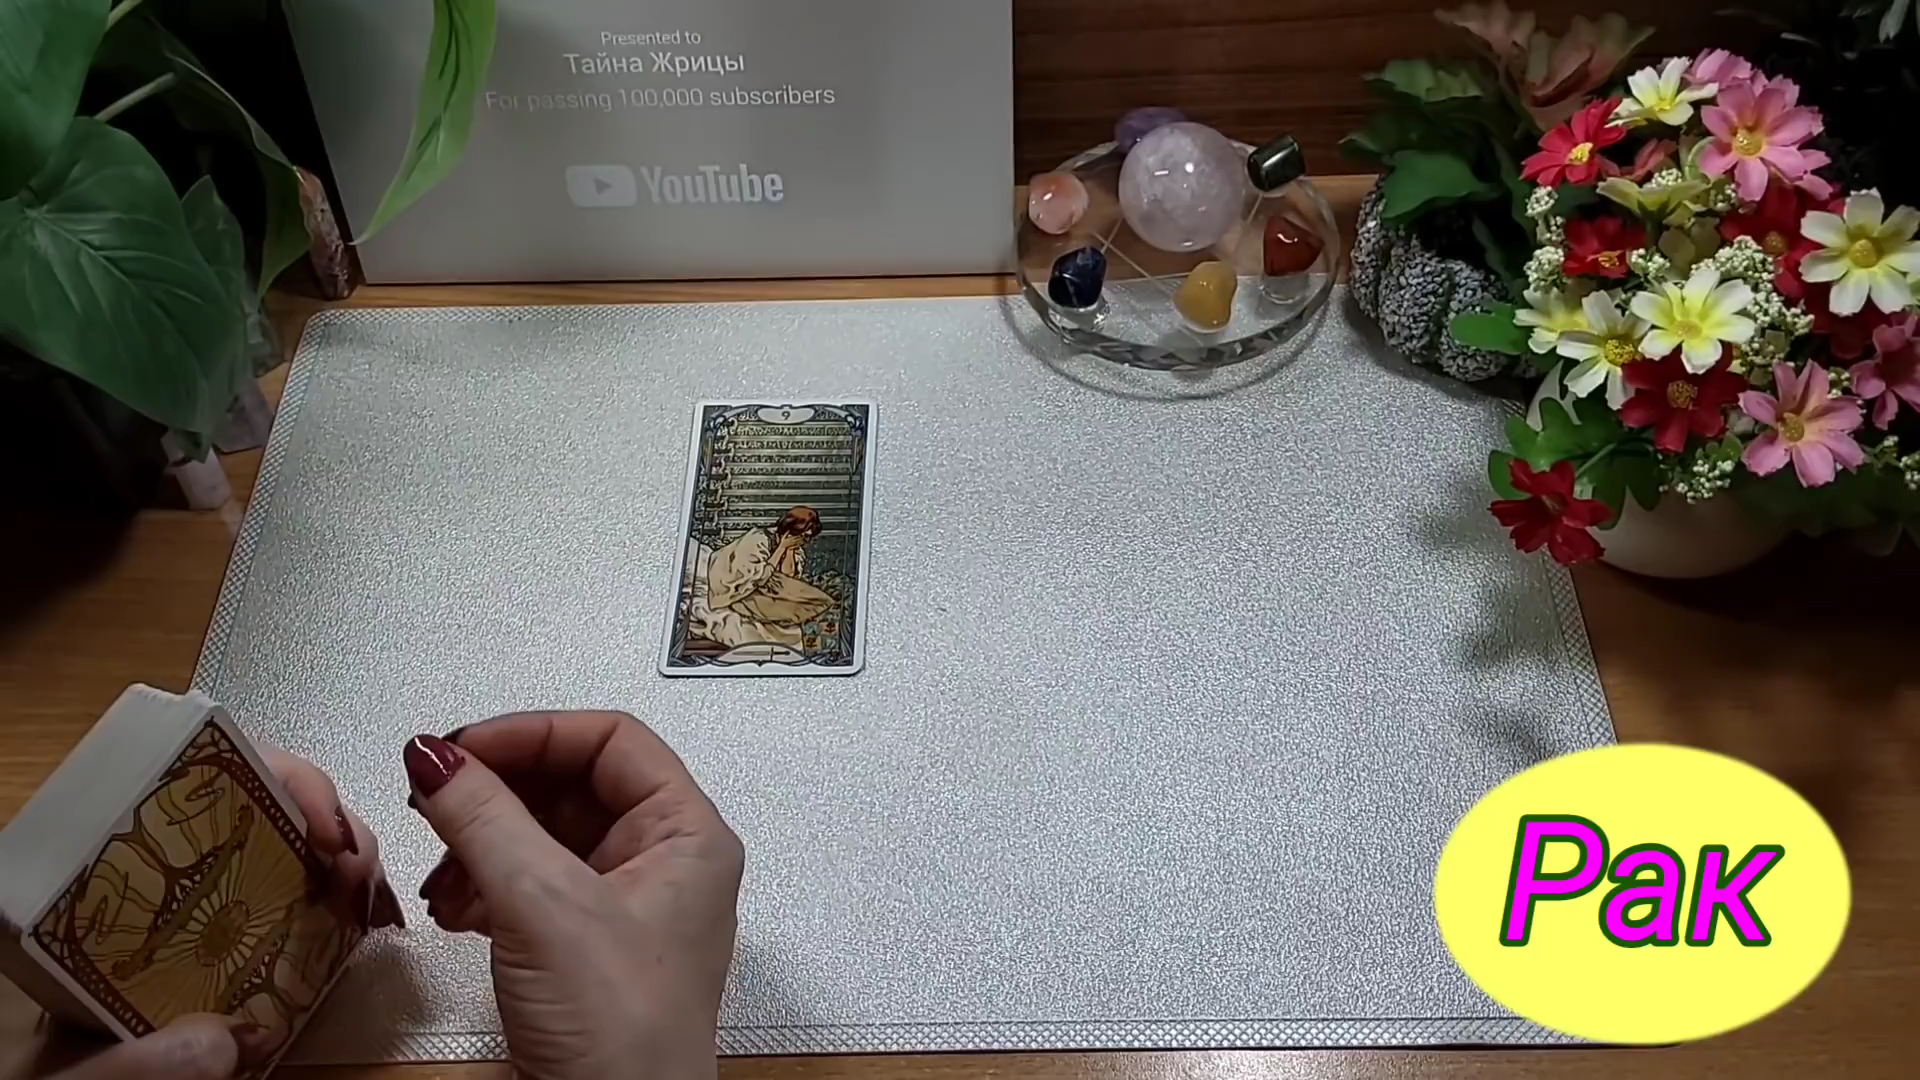 Presented to
Тайна Жрицы
For passing 100,000 subscribers
YouTube
9
Рак